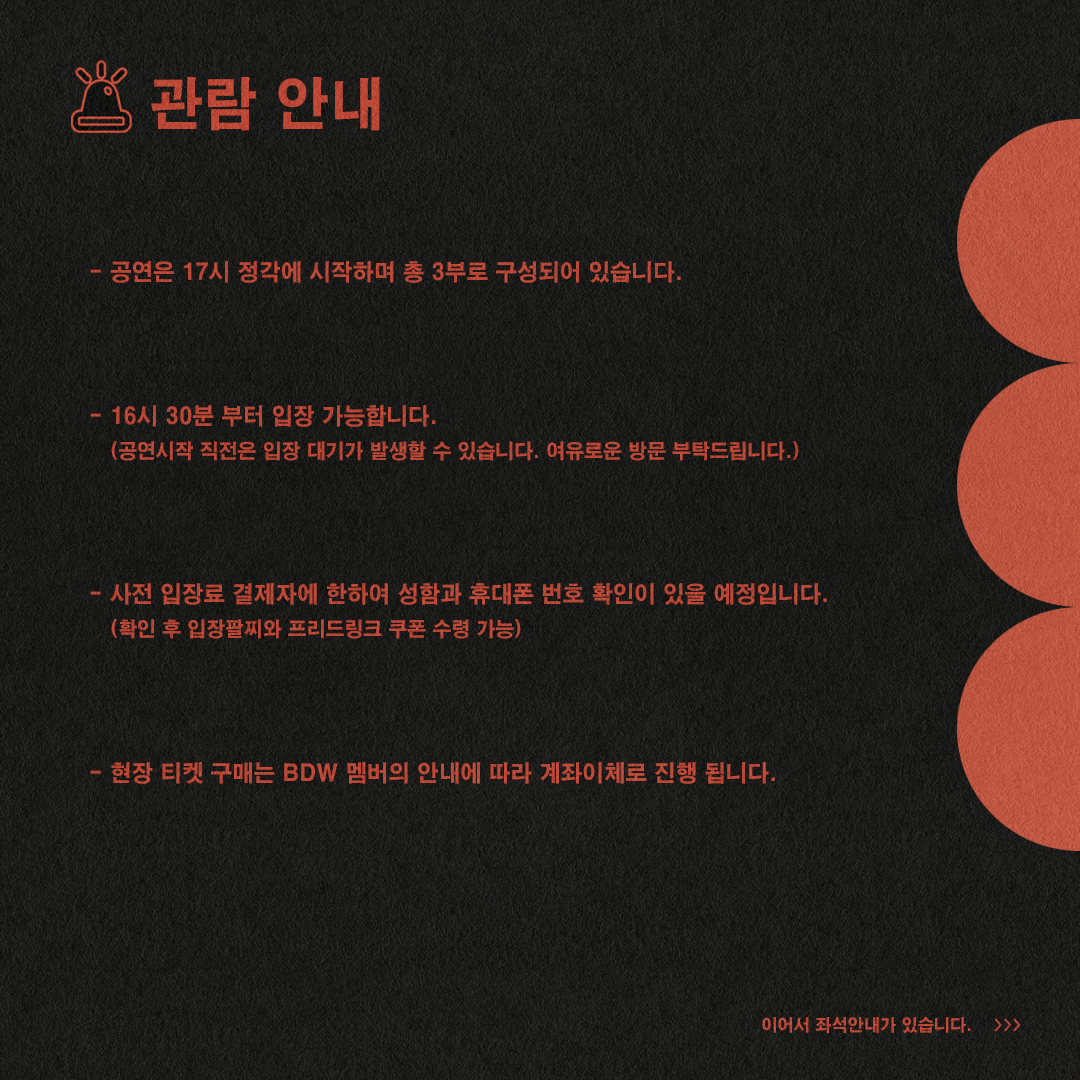 관람 안내
- 공연은 17시 정각에 시작하며 총 3부로 구성되어 있습니다.
- 16시 30분 부터 입장 가능합니다.
(공연시작 직전은 입장 대기가 발생할 수 있습니다. 여유로운 방문 부탁드립니다.)
- 사전 입장료 결제자에 한하여 성함과 휴대폰 번호 확인이 있을 예정입니다.
(확인 후 입장팔찌와 프리드링크 쿠폰 수령 가능)
- 현장 티켓 구매는 BDW 멤버의 안내에 따라 계좌이체로 진행 됩니다.
이어서 좌석안내가 있습니다. >>>